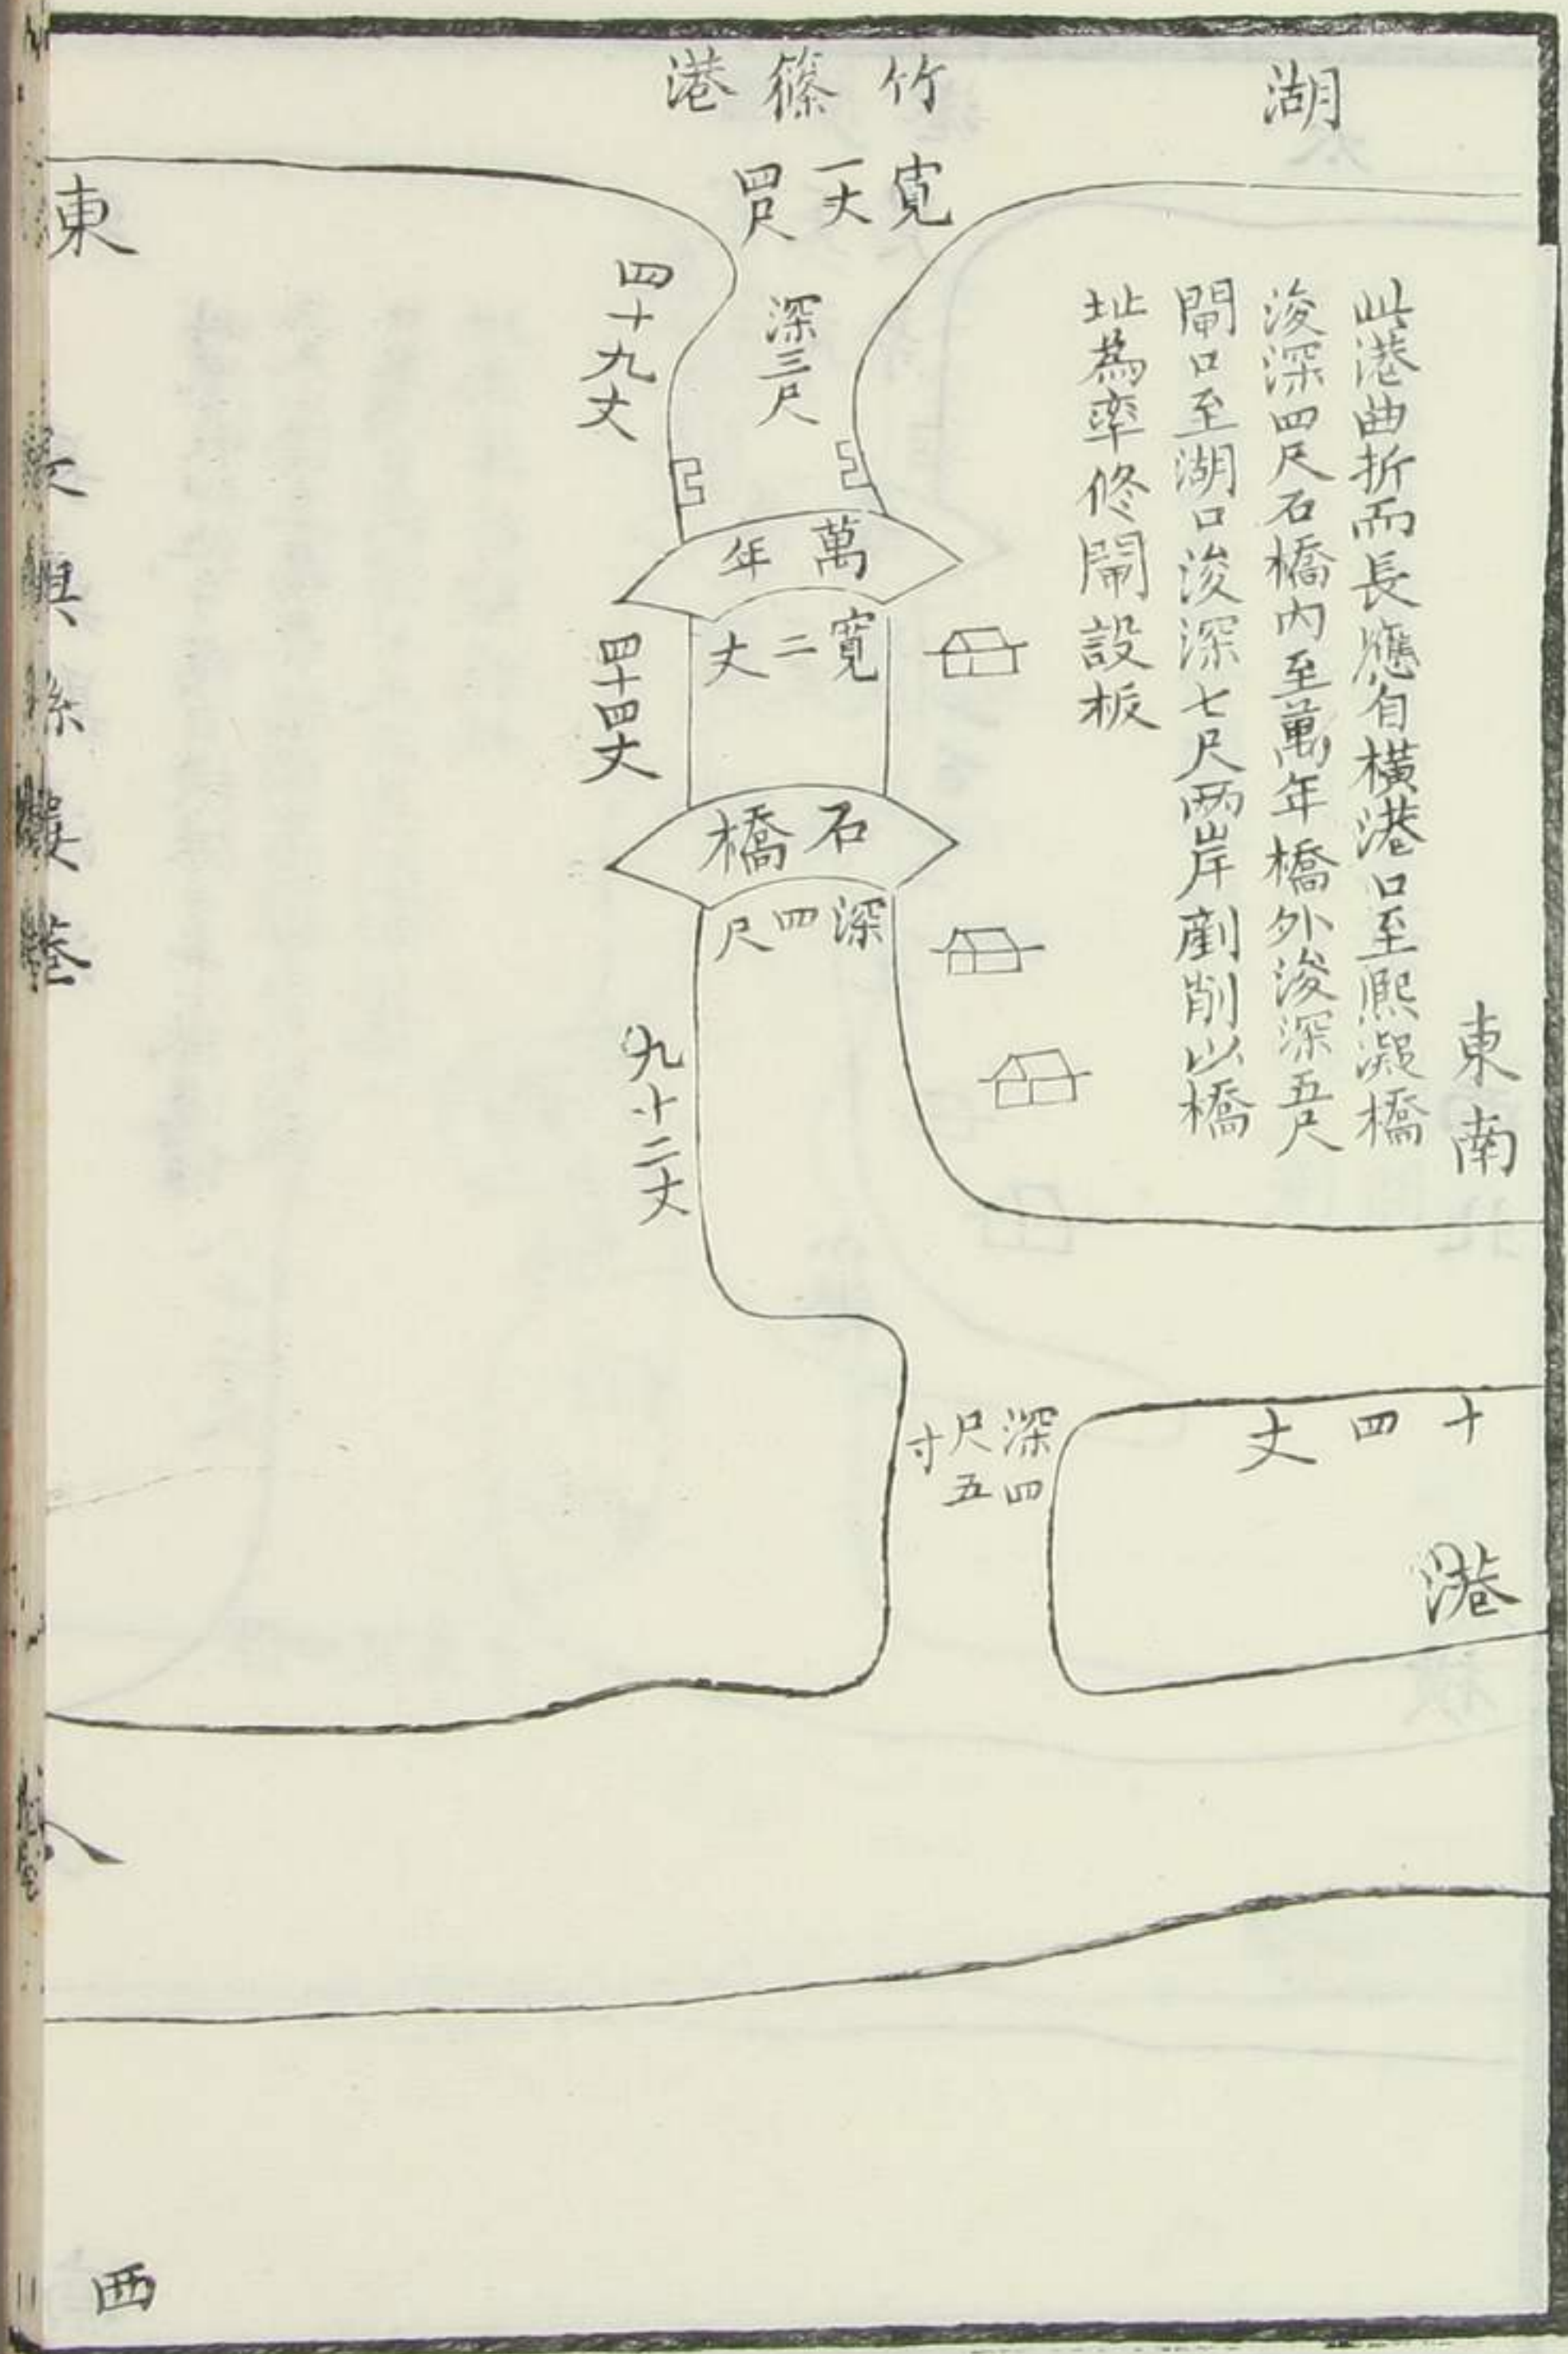 湖
竹篠港
寬一丈四尺
深三尺
四十九丈
東
東南
此港曲折而長應自橫港口至熙凝橋
浚深四尺石橋內至萬年橋外浚深五尺
閘口至湖口浚深七尺兩岸剷削以橋
址為率修閘設板
萬年
寬二丈
四十四丈
石橋
深四尺
九十二丈
十四丈
深四尺五寸
港
西